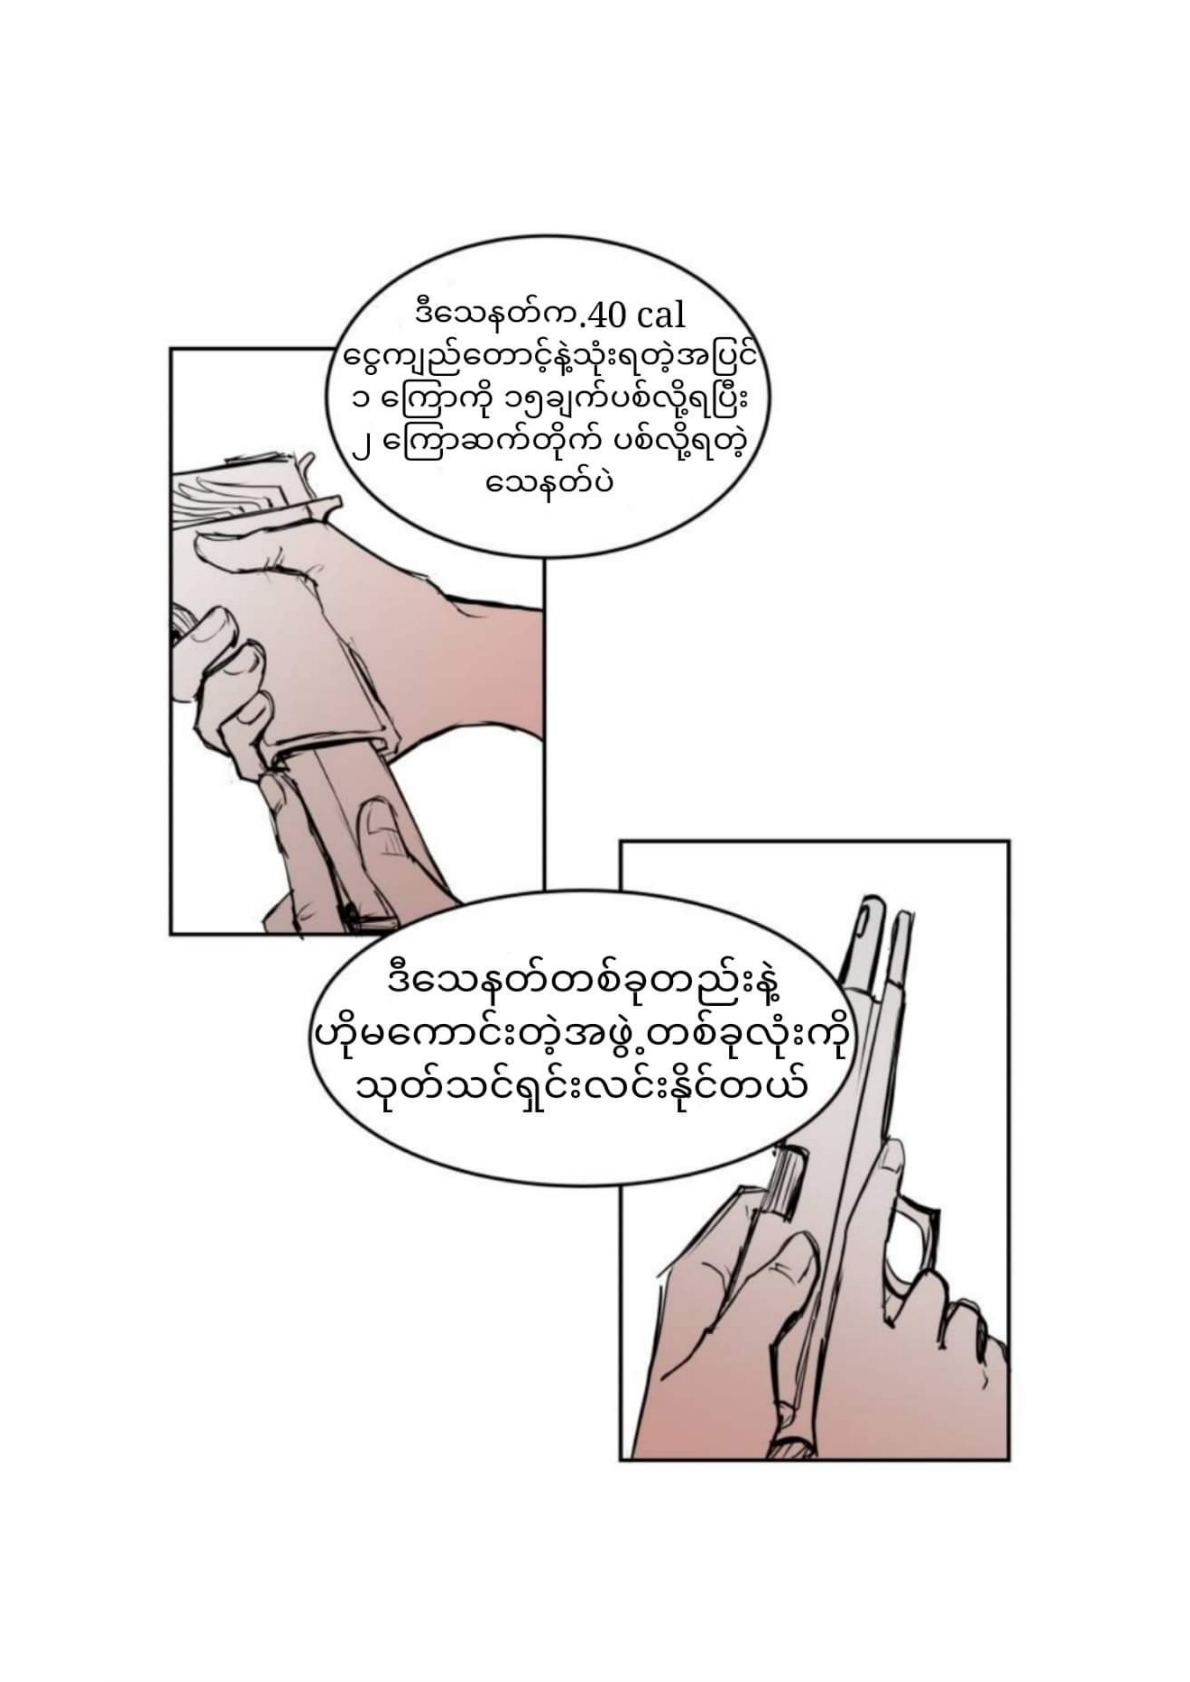 ဒီသေနတ်က.40 cal
ငွေကျည်တောင့်နဲ့သုံးရတဲ့အပြင်
၁ ကြောကို ၁၅ချက်ပစ်လို့ရပြီး
၂ ကြောဆက်တိုက် ပစ်လို့ရတဲ့
သေနတ်ပဲ
ဒီသေနတ်တစ်ခုတည်းနဲ့
ဟိုမကောင်းတဲ့အဖွဲ့တစ်ခုလုံးကို
သုတ်သင်ရှင်းလင်းနိုင်တယ်